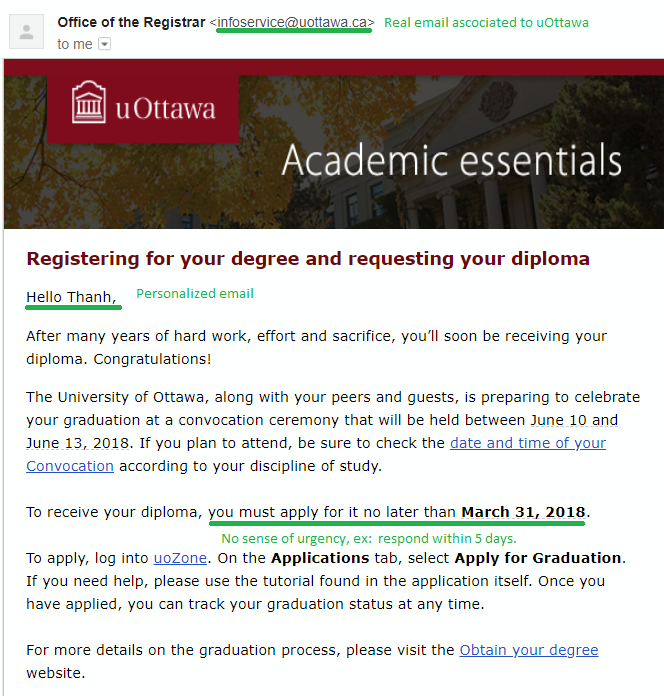 Office of the Registrar <infoservice@uottawa.ca> Real email ascociated to uOttawa
to me
uOttawa
Academic essentials
Registering for your degree and requesting your diploma
Hello Thanh, Personalized email
After many years of hard work, effort and sacrifice, you'll soon be receiving your
diploma. Congratulations!
The University of Ottawa, along with your peers and guests, is preparing to celebrate
your graduation at a convocation ceremony that will be held between June 10 and
June 13, 2018. If you plan to attend, be sure to check the date and time of your
Convocation according to your discipline of study.
To receive your diploma, you must apply for it no later than March 31, 2018.
No sense of urgency, ex: respond within 5 days.
To apply, log into uoZone. On the Applications tab, select Apply for Graduation.
If you need help, please use the tutorial found in the application itself. Once you
have applied, you can track your graduation status at any time.
For more details on the graduation process, please visit the Obtain your degree
website.